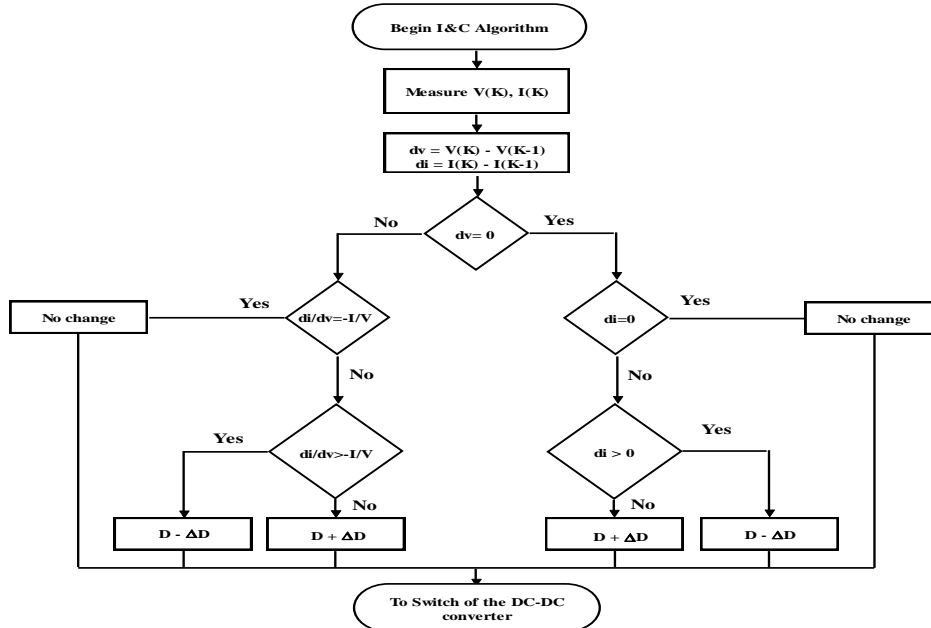 Begin I&C Algorithm
Measure V(K), I(K)
dv = V(K) - V(K-1)
di = I(K) - I(K-1)
No
dv= 0
Yes
No change
Yes
di/dv=-I/V
di=0
Yes
No change
No
No
Yes
di/dv>-I/V
di > 0
Yes
No
No
D - ΔD
D + ΔD
D + ΔD
D - ΔD
To Switch of the DC-DC
converter